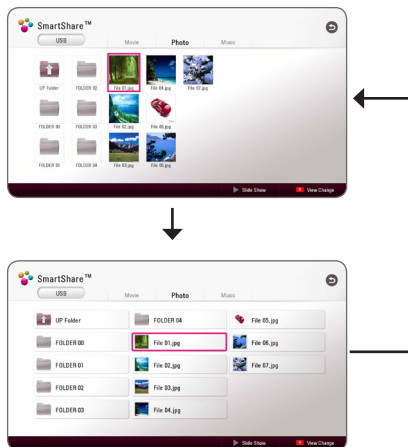 SmartShare™
USB Movie Photo Music
UP Folder FOLDER 02 File 01.jpg File 04.jpg File 07.jpg
FOLDER 00 FOLDER 03 File 02.jpg File 05.jpg
FOLDER 05 FOLDER 04 File 03.jpg File 06.jpg
Slide Show View Change
SmartShare™
USB Movie Photo Music
UP Folder FOLDER 04 File 05.jpg
FOLDER 00 File 01.jpg File 06.jpg
FOLDER 01 File 02.jpg File 07.jpg
FOLDER 02 File 03.jpg
FOLDER 03 File 04.jpg
Slide Show View Change